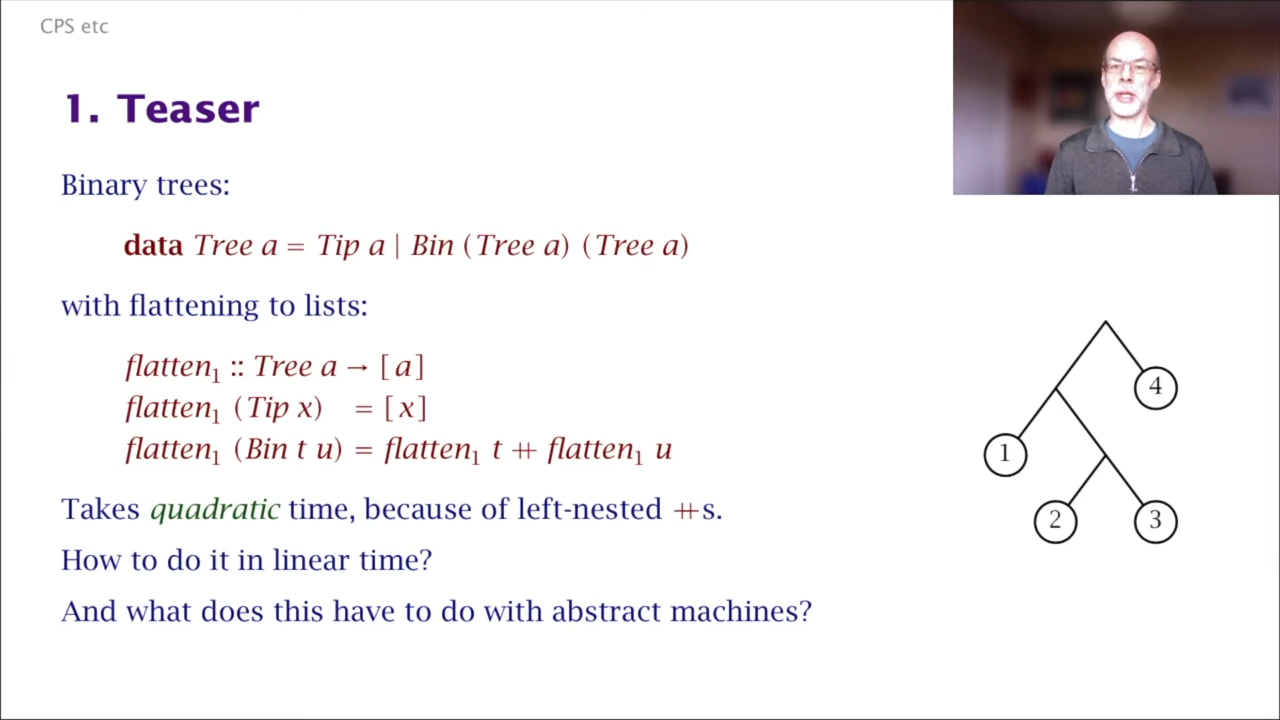 CPS etc
1. Teaser
Binary trees:
data Tree a = Tip a | Bin (Tree a) (Tree a)
with flattening to lists:
flatten₁ :: Tree a → [a]
flatten₁ (Tip x) = [x]
flatten₁ (Bin t u) = flatten₁ t ⧺ flatten₁ u
Takes quadratic time, because of left-nested ⧺s.
How to do it in linear time?
And what does this have to do with abstract machines?
4
1
2 3